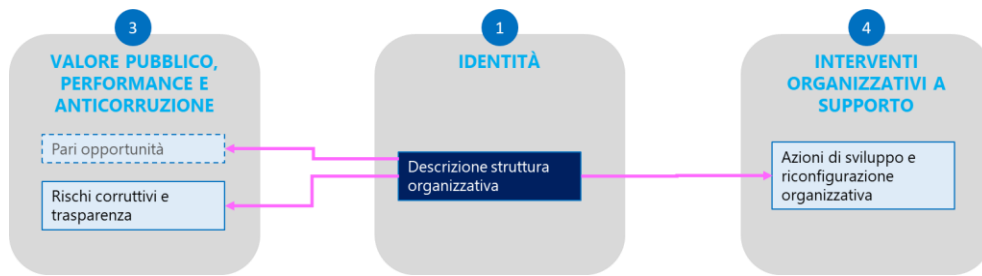 3
VALORE PUBBLICO,
PERFORMANCE E
ANTICORRUZIONE
Pari opportunità
Rischi corruttivi e
trasparenza
1
IDENTITÀ
Descrizione struttura
organizzativa
4
INTERVENTI
ORGANIZZATIVI A
SUPPORTO
Azioni di sviluppo e
riconfigurazione
organizzativa